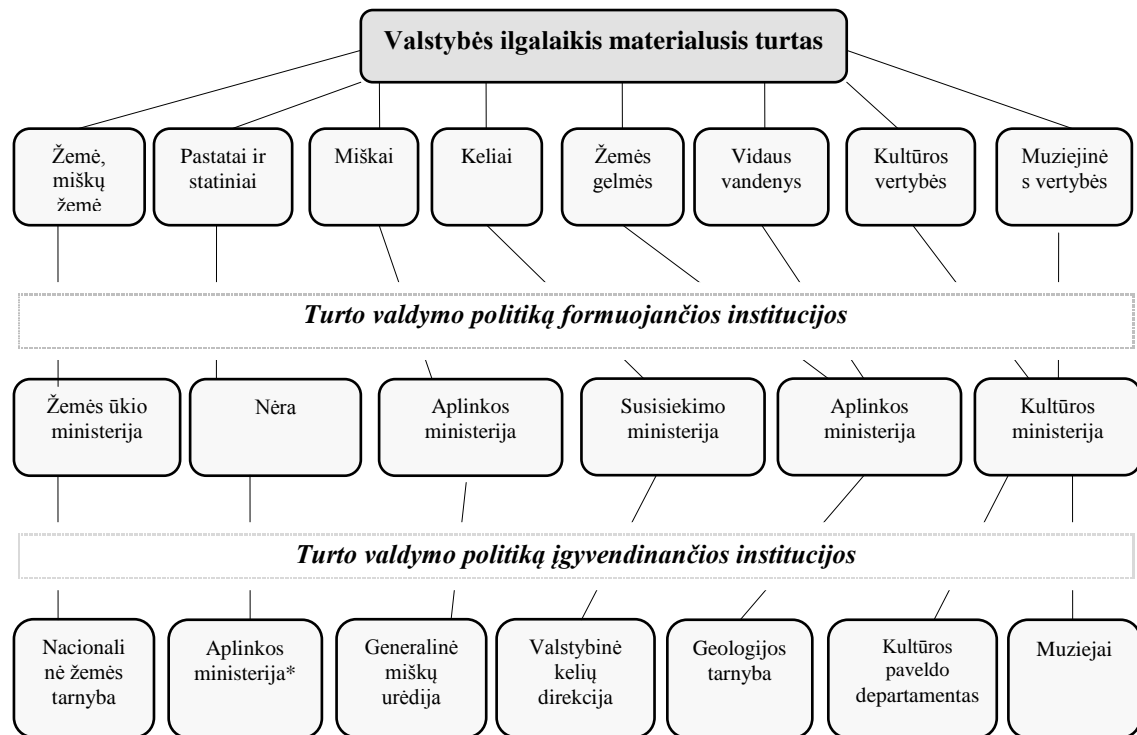 Valstybės ilgalaikis materialusis turtas
Žemė,
miškų
žemė
Pastatai ir
statiniai
Miškai
Keliai
Žemės
gelmės
Vidaus
vandenys
Kultūros
vertybės
Muziejinė
s vertybės
Turto valdymo politiką formuojančios institucijos
Žemės ūkio
ministerija
Nėra
Aplinkos
ministerija
Susisiekimo
ministerija
Aplinkos
ministerija
Kultūros
ministerija
Turto valdymo politiką įgyvendinančios institucijos
Nacionali
nė žemės
tarnyba
Aplinkos
ministerija*
Generalinė
miškų
urėdija
Valstybinė
kelių
direkcija
Geologijos
tarnyba
Kultūros
paveldo
departamentas
Muziejai